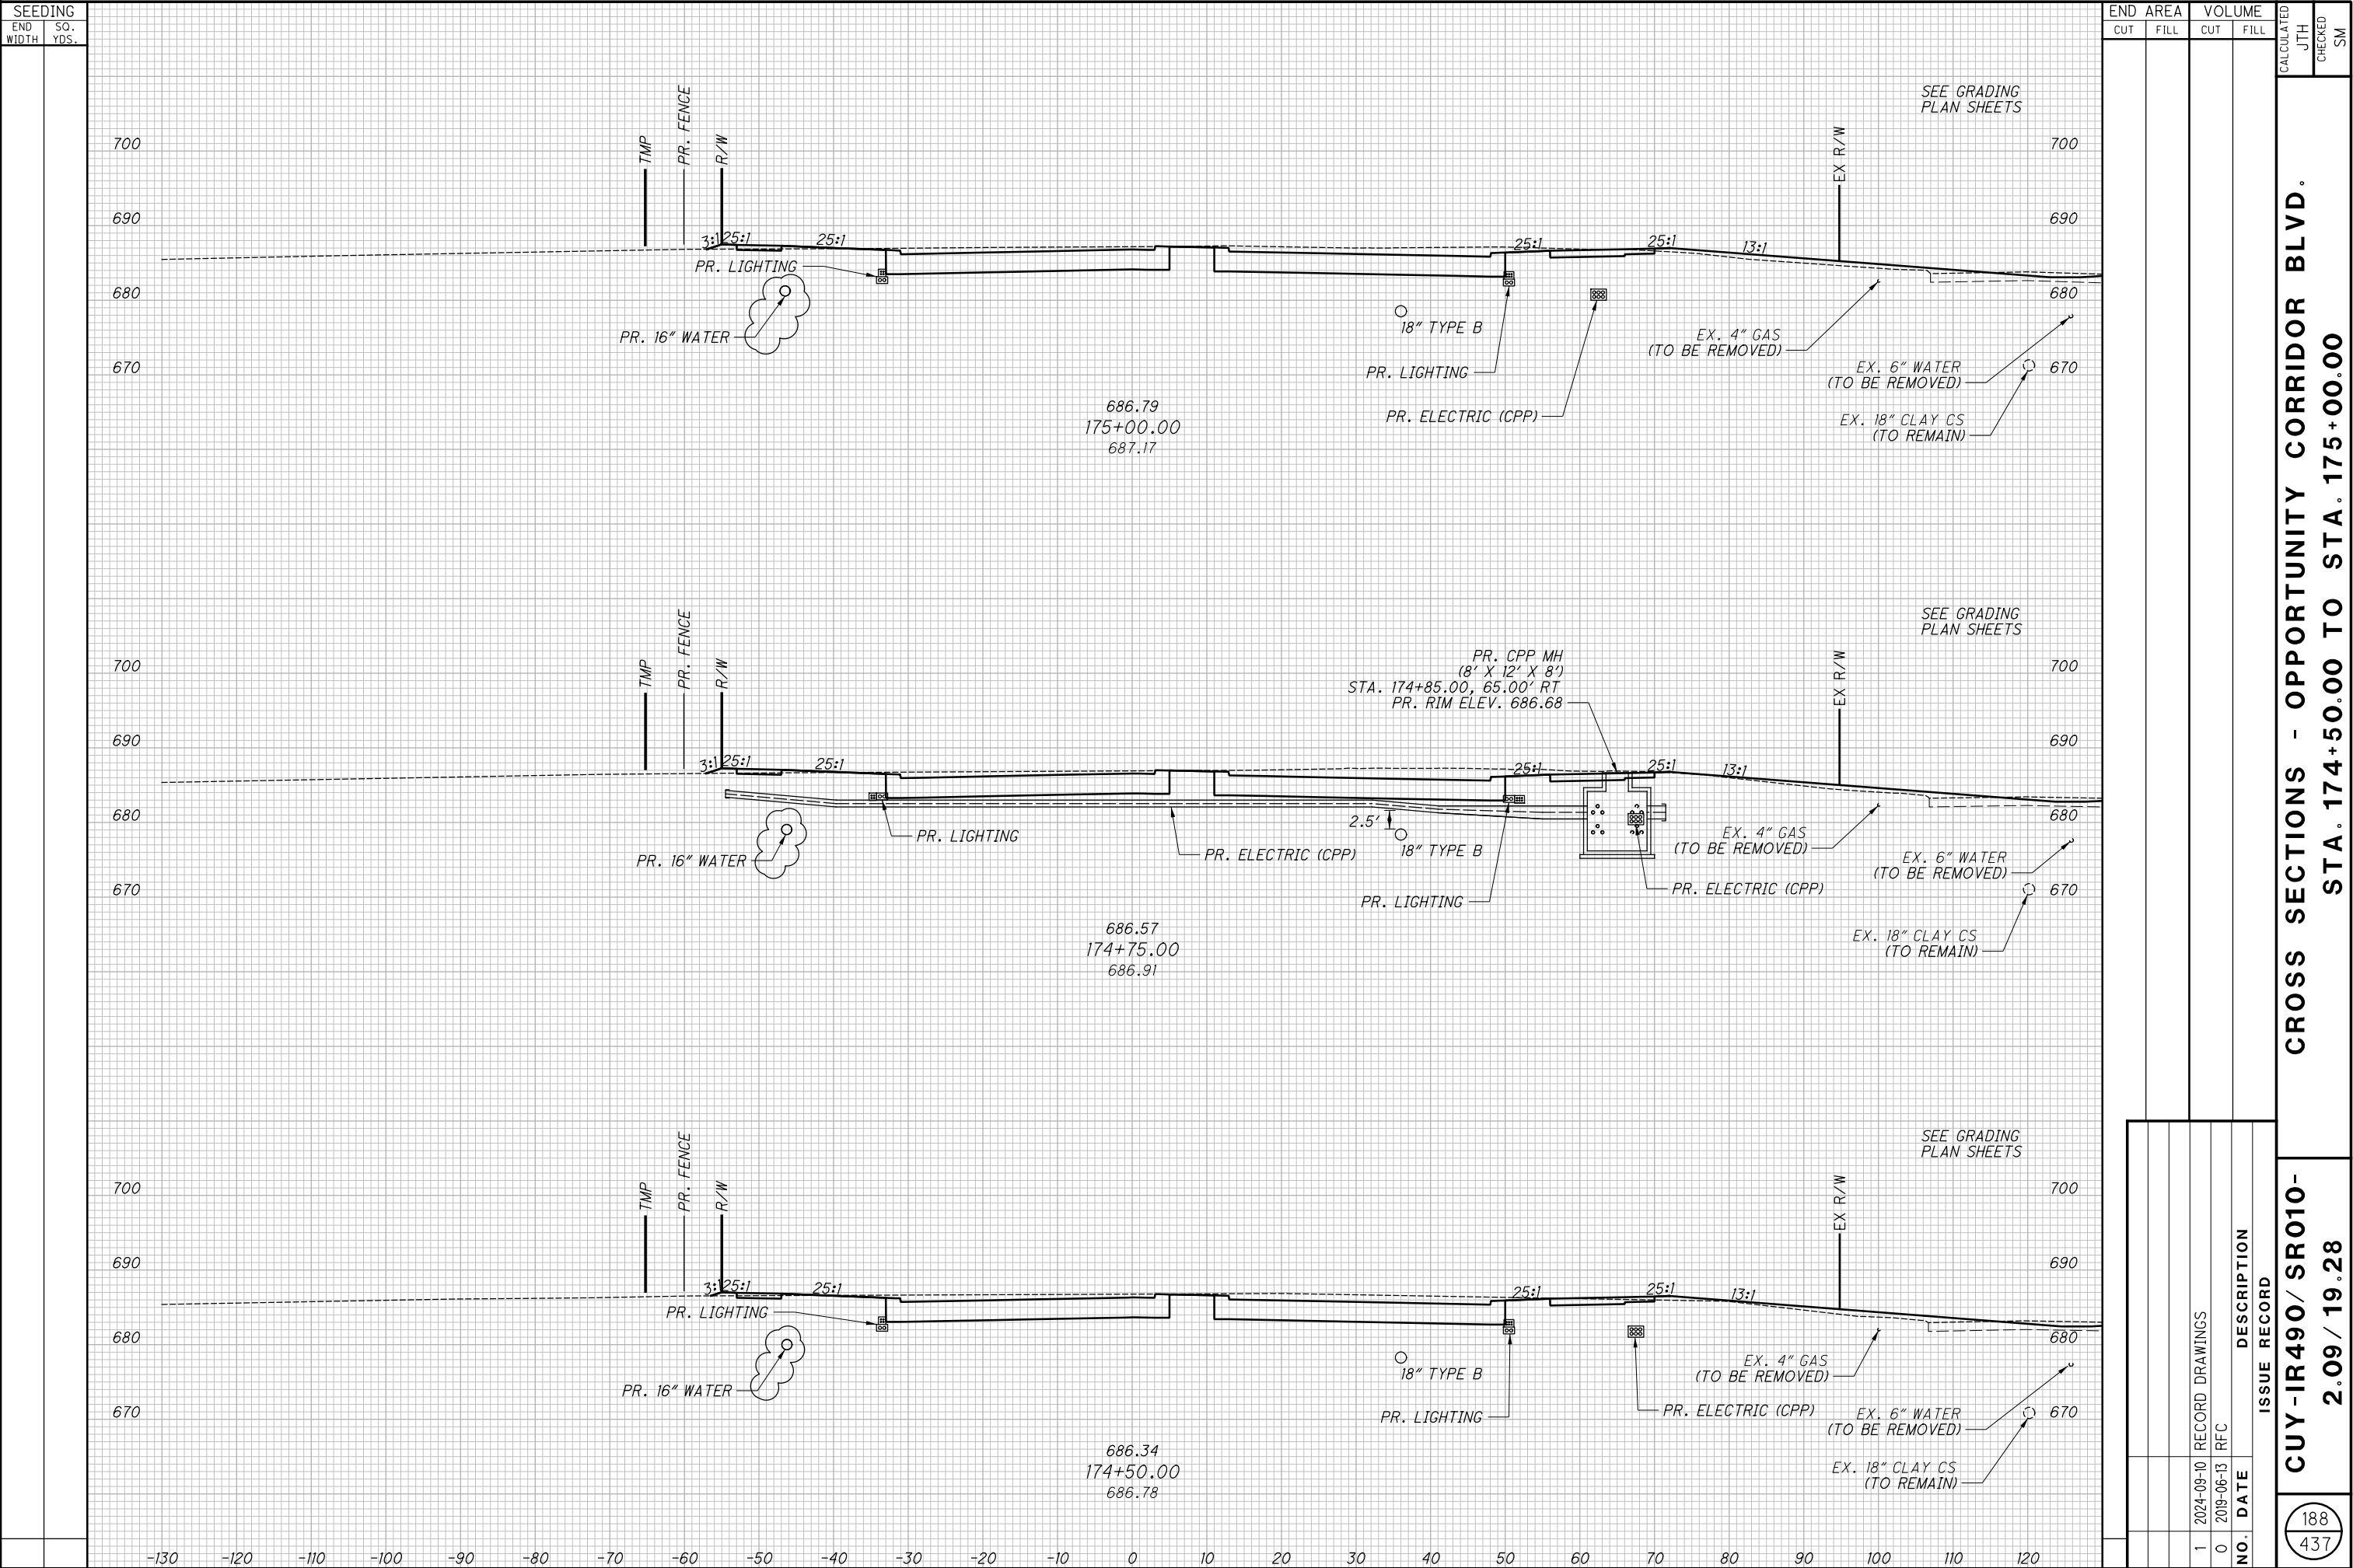 SEEDING
END WIDTH
SQ. YDS.
END AREA
VOLUME
CUT
FILL
CUT
FILL
CALCULATED
JTH
CHECKED
SM
SEE GRADING
PLAN SHEETS
TMP
PR. FENCE
R/W
EX R/W
700
700
690
690
680
680
670
670
3:1
25:1
25:1
25:1
25:1
13:1
PR. LIGHTING
PR. 16" WATER
18" TYPE B
PR. LIGHTING
PR. ELECTRIC (CPP)
EX. 4" GAS
(TO BE REMOVED)
EX. 6" WATER
(TO BE REMOVED)
EX. 18" CLAY CS
(TO REMAIN)
686.79
175+00.00
687.17
SEE GRADING
PLAN SHEETS
TMP
PR. FENCE
R/W
EX R/W
PR. CPP MH
(8' X 12' X 8')
STA. 174+85.00, 65.00' RT
PR. RIM ELEV. 686.68
700
700
690
690
680
680
670
670
3:1
25:1
25:1
25:1
25:1
13:1
2.5'
PR. LIGHTING
PR. 16" WATER
PR. ELECTRIC (CPP)
18" TYPE B
PR. LIGHTING
PR. ELECTRIC (CPP)
EX. 4" GAS
(TO BE REMOVED)
EX. 6" WATER
(TO BE REMOVED)
EX. 18" CLAY CS
(TO REMAIN)
686.57
174+75.00
686.91
SEE GRADING
PLAN SHEETS
TMP
PR. FENCE
R/W
EX R/W
700
700
690
690
680
680
670
670
3:1
25:1
25:1
25:1
25:1
13:1
PR. LIGHTING
PR. 16" WATER
18" TYPE B
PR. LIGHTING
PR. ELECTRIC (CPP)
EX. 4" GAS
(TO BE REMOVED)
EX. 6" WATER
(TO BE REMOVED)
EX. 18" CLAY CS
(TO REMAIN)
686.34
174+50.00
686.78
-130 -120 -110 -100 -90 -80 -70 -60 -50 -40 -30 -20 -10 0 10 20 30 40 50 60 70 80 90 100 110 120
CROSS SECTIONS - OPPORTUNITY CORRIDOR BLVD.
STA. 174+50.00 TO STA. 175+00.00
1 2024-09-10 RECORD DRAWINGS
0 2019-06-13 RFC
NO. DATE DESCRIPTION
ISSUE RECORD
CUY-IR490/SR010-
2.09/19.28
188
437